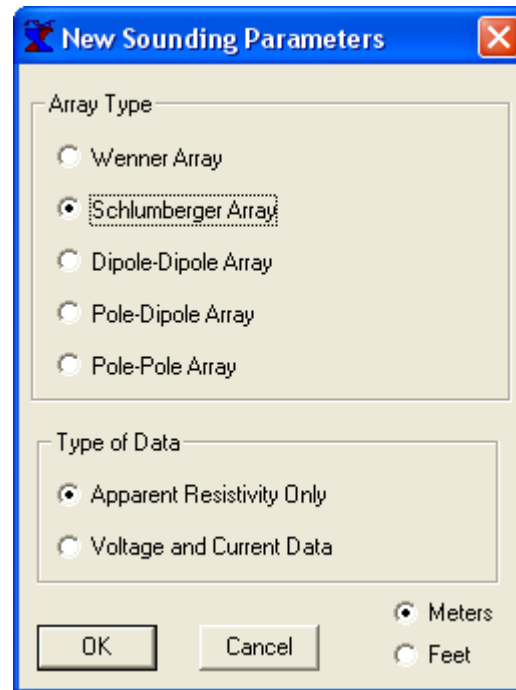 New Sounding Parameters
Array Type
Wenner Array
Schlumberger Array
Dipole-Dipole Array
Pole-Dipole Array
Pole-Pole Array
Type of Data
Apparent Resistivity Only
Voltage and Current Data
Meters
Feet
OK
Cancel